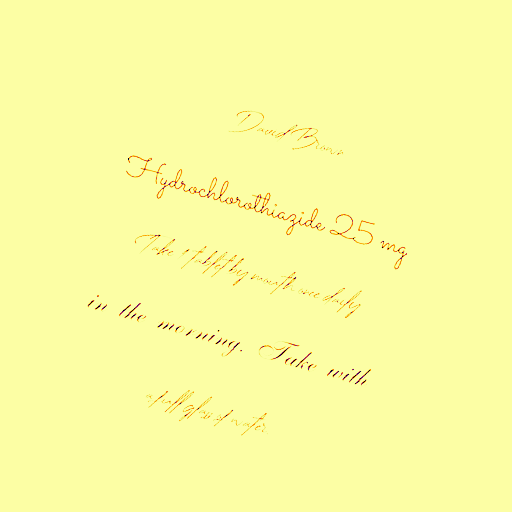 David Brown
Hydrochlorothiazide 25 mg
Take 1 tablet by mouth once daily
in the morning. Take with
a full glass of water